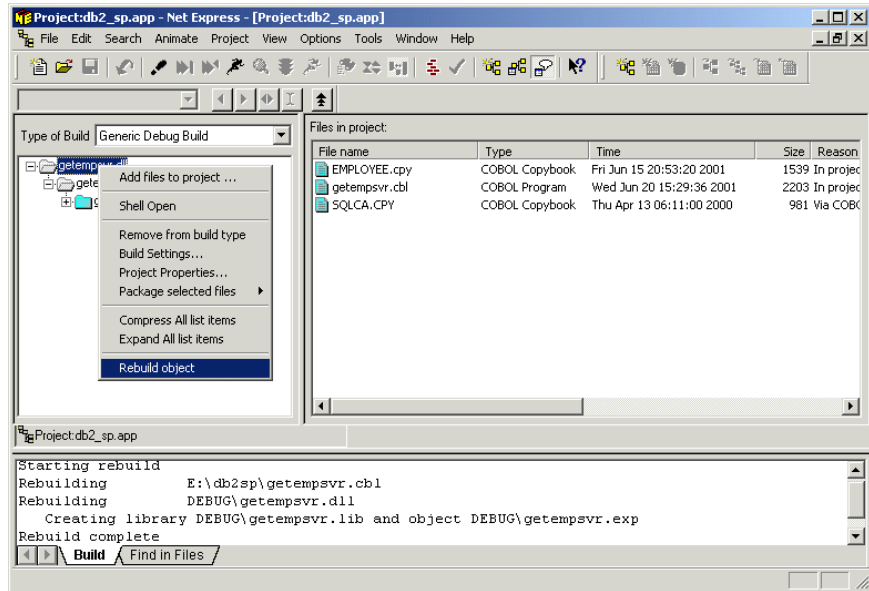 Project:db2_sp.app - Net Express - [Project:db2_sp.app]
File Edit Search Animate Project View Options Tools Window Help
Type of Build Generic Debug Build
getempsvr.dll
gete
Add files to project ...
Shell Open
Remove from build type
Build Settings...
Project Properties...
Package selected files
Compress All list items
Expand All list items
Rebuild object
Files in project:
File name Type Time Size Reason
EMPLOYEE.cpy COBOL Copybook Fri Jun 15 20:53:20 2001 1539 In projec
getempsvr.cbl COBOL Program Wed Jun 20 15:29:36 2001 2203 In projec
SQLCA.CPY COBOL Copybook Thu Apr 13 06:11:00 2000 981 Via COBO
Project:db2_sp.app
Starting rebuild
Rebuilding E:\db2sp\getempsvr.cbl
Rebuilding DEBUG\getempsvr.dll
Creating library DEBUG\getempsvr.lib and object DEBUG\getempsvr.exp
Rebuild complete
Build Find in Files